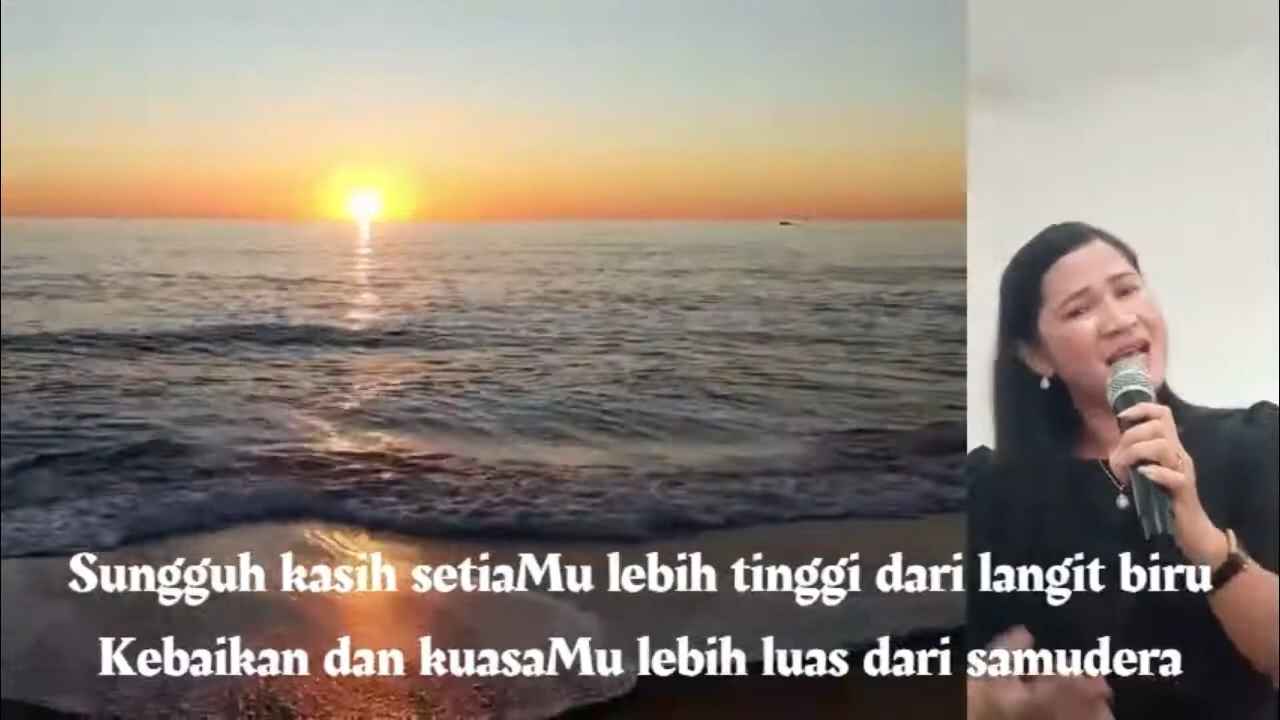 Sungguh kasih setiaMu lebih tinggi dari langit biru
Kebaikan dan kuasaMu lebih luas dari samudera